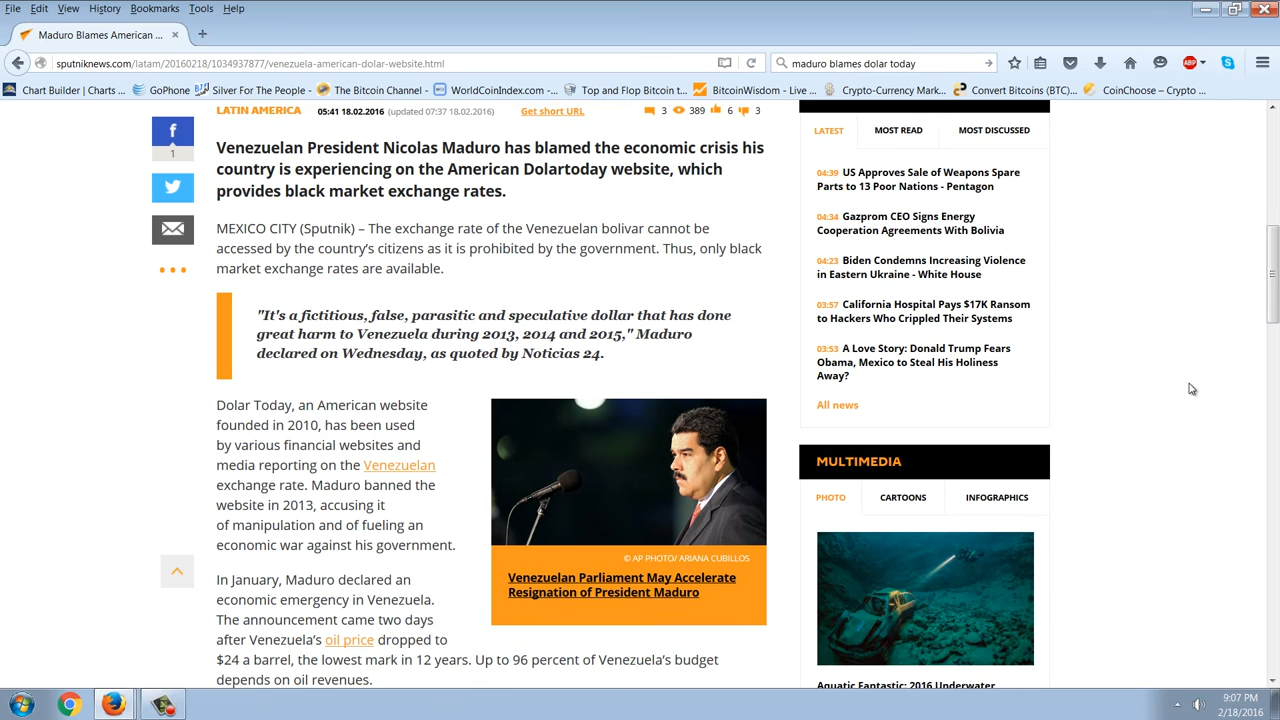 File Edit View History Bookmarks Tools Help
Maduro Blames American ...
sputniknews.com/latam/20160218/1034937877/venezuela-american-dolar-website.html
maduro blames dolar today
ABP
Chart Builder | Charts ... GoPhone Silver For The People - The Bitcoin Channel - WorldCoinIndex.com -... Top and Flop Bitcoin t... BitcoinWisdom - Live ... Crypto-Currency Mark... Convert Bitcoins (BTC)... CoinChoose – Crypto ...
LATIN AMERICA 05:41 18.02.2016 (updated 07:37 18.02.2016) Get short URL 3 389 6 3
1
Venezuelan President Nicolas Maduro has blamed the economic crisis his
country is experiencing on the American Dolartoday website, which
provides black market exchange rates.
MEXICO CITY (Sputnik) – The exchange rate of the Venezuelan bolivar cannot be
accessed by the country's citizens as it is prohibited by the government. Thus, only black
market exchange rates are available.
"It's a fictitious, false, parasitic and speculative dollar that has done
great harm to Venezuela during 2013, 2014 and 2015," Maduro
declared on Wednesday, as quoted by Noticias 24.
Dolar Today, an American website
founded in 2010, has been used
by various financial websites and
media reporting on the Venezuelan
exchange rate. Maduro banned the
website in 2013, accusing it
of manipulation and of fueling an
economic war against his government.
© AP PHOTO/ ARIANA CUBILLOS
Venezuelan Parliament May Accelerate
Resignation of President Maduro
In January, Maduro declared an
economic emergency in Venezuela.
The announcement came two days
after Venezuela's oil price dropped to
$24 a barrel, the lowest mark in 12 years. Up to 96 percent of Venezuela's budget
depends on oil revenues.
LATEST MOST READ MOST DISCUSSED
04:39 US Approves Sale of Weapons Spare
Parts to 13 Poor Nations - Pentagon
04:34 Gazprom CEO Signs Energy
Cooperation Agreements With Bolivia
04:23 Biden Condemns Increasing Violence
in Eastern Ukraine - White House
03:57 California Hospital Pays $17K Ransom
to Hackers Who Crippled Their Systems
03:53 A Love Story: Donald Trump Fears
Obama, Mexico to Steal His Holiness
Away?
All news
MULTIMEDIA
PHOTO CARTOONS INFOGRAPHICS
Aquatic Fantastic: 2016 Underwater
9:07 PM
2/18/2016